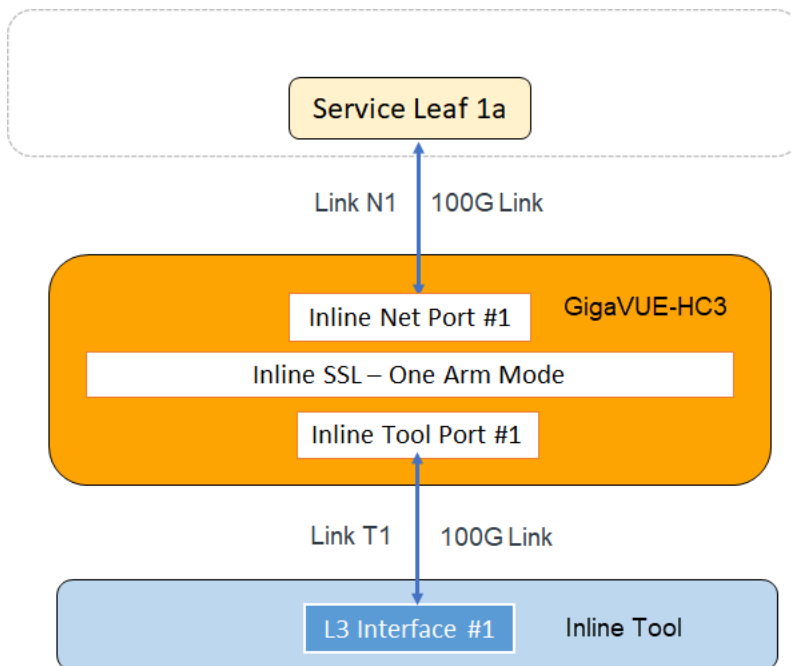 Service Leaf 1a
Link N1 100G Link
Inline Net Port #1 GigaVUE-HC3
Inline SSL – One Arm Mode
Inline Tool Port #1
Link T1 100G Link
L3 Interface #1 Inline Tool